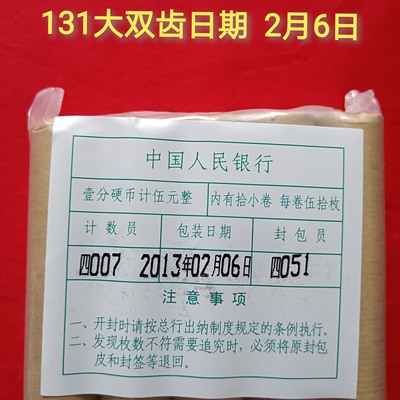 131大双齿日期 2月6日
中国人民银行
壹分硬币计伍元整 内有拾小卷 每卷伍拾枚
计数员 包装日期 封包员
四007 2013年02月06日 四051
注意事项
一、开封时请按总行出纳制度规定的条例执行。
二、发现枚数不符需要追究时，必须将原封包
皮和封签等退回。